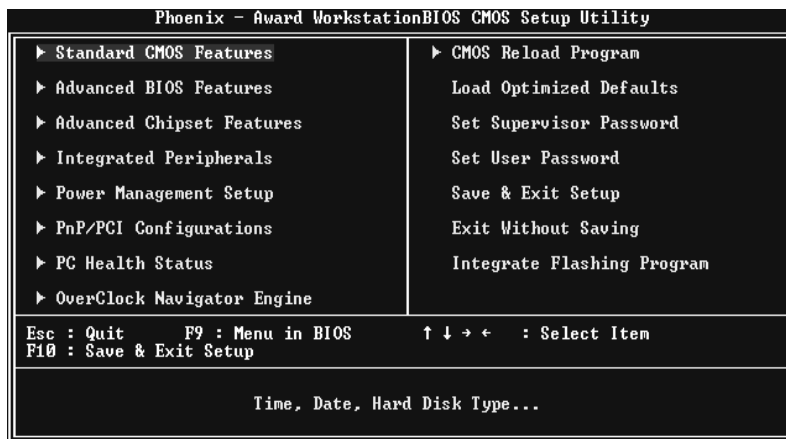 Phoenix - Award WorkstationBIOS CMOS Setup Utility
▶ Standard CMOS Features
▶ Advanced BIOS Features
▶ Advanced Chipset Features
▶ Integrated Peripherals
▶ Power Management Setup
▶ PnP/PCI Configurations
▶ PC Health Status
▶ OverClock Navigator Engine
▶ CMOS Reload Program
Load Optimized Defaults
Set Supervisor Password
Set User Password
Save & Exit Setup
Exit Without Saving
Integrate Flashing Program
Esc : Quit F9 : Menu in BIOS ↑ ↓ → ← : Select Item
F10 : Save & Exit Setup
Time, Date, Hard Disk Type...